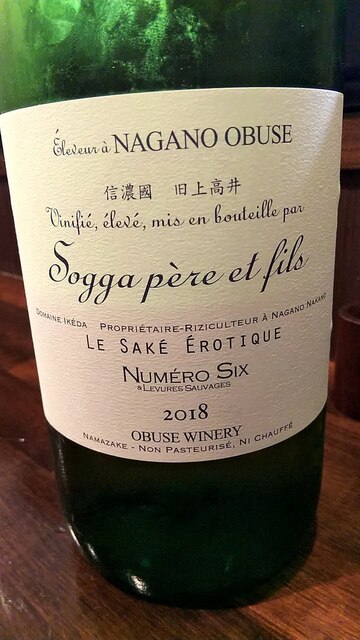 Éleveur à NAGANO OBUSE
信濃國 旧上高井
Vinifié, élevé, mis en bouteille par
Sogga père et fils
DOMAINE IKÉDA PROPRIÉTAIRE-RIZICULTEUR À NAGANO NAKANO
LE SAKÉ ÉROTIQUE
NUMÉRO SIX
& LEVURES SAUVAGES
2018
OBUSE WINERY
NAMAZAKE - NON PASTEURISÉ, NI CHAUFFÉ